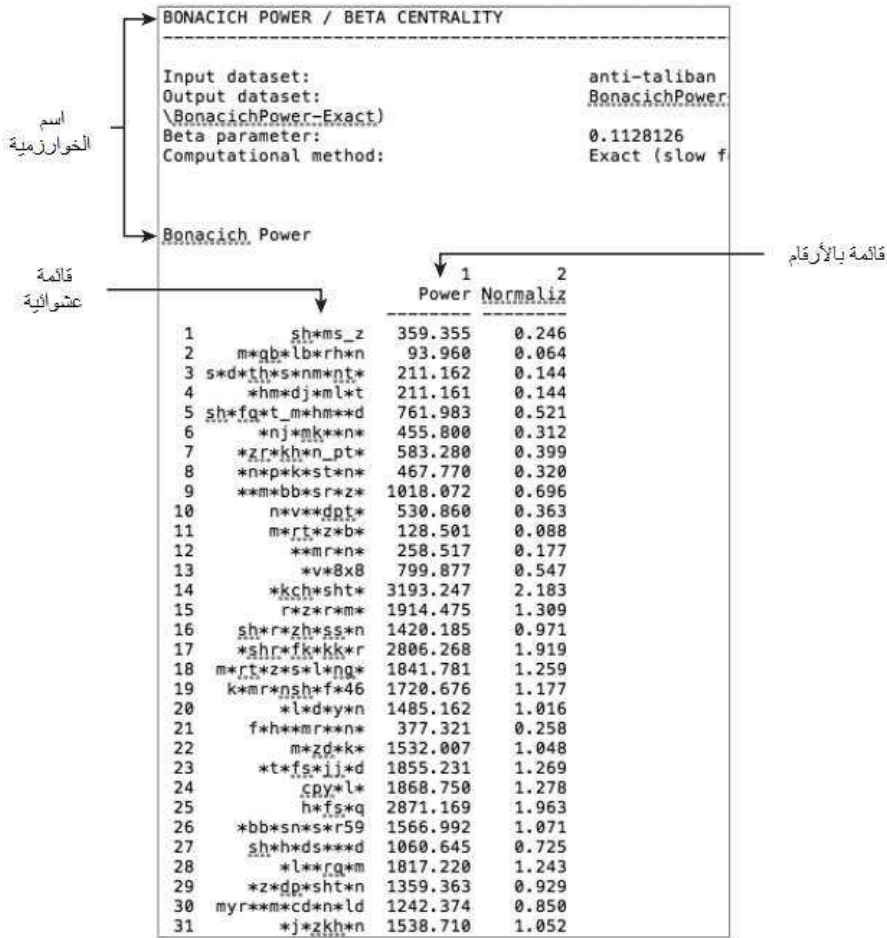 BONACICH POWER / BETA CENTRALITY
Input dataset: anti-taliban
Output dataset: BonacichPower
\BonacichPower-Exact)
Beta parameter: 0.1128126
Computational method: Exact (slow f
اسم
الخوارزمية
Bonacich Power
قائمة بالأرقام
قائمة
عشوائية
1 2
Power Normaliz
1 sh*ms_z 359.355 0.246
2 m*qb*lb*rh*n 93.960 0.064
3 s*d*th*s*nm*nt* 211.162 0.144
4 *hm*dj*ml*t 211.161 0.144
5 sh*fq*t_m*hm**d 761.983 0.521
6 *nj*mk**n* 455.800 0.312
7 *zr*kh*n_pt* 583.280 0.399
8 *n*p*k*st*n* 467.770 0.320
9 **m*bb*sr*z* 1018.072 0.696
10 n*v**dpt* 530.860 0.363
11 m*rt*z*b* 128.501 0.088
12 **mr*n* 258.517 0.177
13 *v*8x8 799.877 0.547
14 *kch*sht* 3193.247 2.183
15 r*z*r*m* 1914.475 1.309
16 sh*r*zh*ss*n 1420.185 0.971
17 *shr*fk*kk*r 2806.268 1.919
18 m*rt*z*s*l*ng* 1841.781 1.259
19 k*mr*nsh*f*46 1720.676 1.177
20 *l*d*y*n 1485.162 1.016
21 f*h**mr**n* 377.321 0.258
22 m*zd*k* 1532.007 1.048
23 *t*fs*jj*d 1855.231 1.269
24 cpy*l* 1868.750 1.278
25 h*fs*q 2871.169 1.963
26 *bb*sn*s*r59 1566.992 1.071
27 sh*h*ds***d 1060.645 0.725
28 *l**rq*m 1817.220 1.243
29 *z*dp*sht*n 1359.363 0.929
30 myr**m*cd*n*ld 1242.374 0.850
31 *j*zkh*n 1538.710 1.052